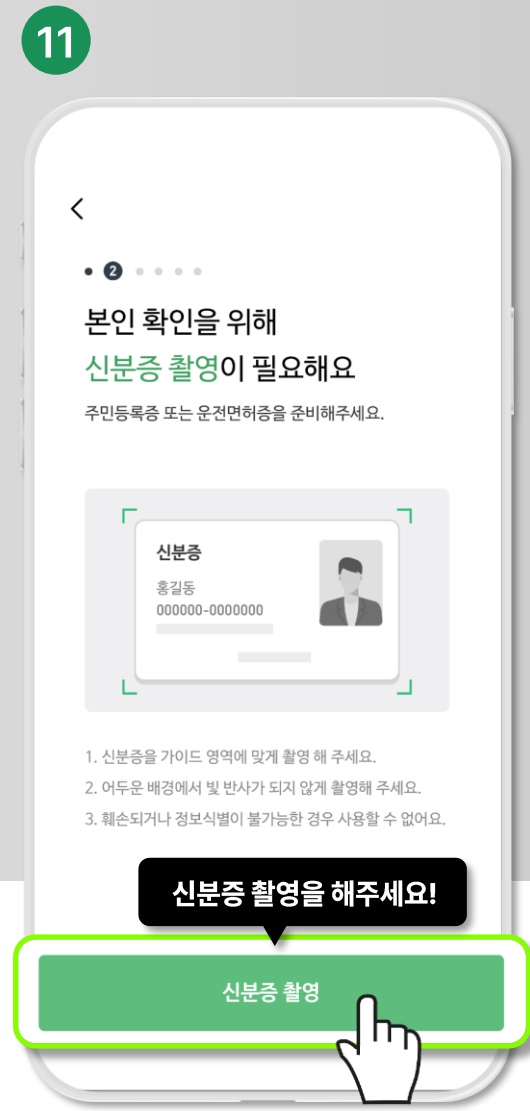 11
2
본인 확인을 위해
신분증 촬영이 필요해요
주민등록증 또는 운전면허증을 준비해주세요.
신분증
홍길동
000000-0000000
1. 신분증을 가이드 영역에 맞게 촬영 해 주세요.
2. 어두운 배경에서 빛 반사가 되지 않게 촬영해 주세요.
3. 훼손되거나 정보식별이 불가능한 경우 사용할 수 없어요.
신분증 촬영을 해주세요!
신분증 촬영